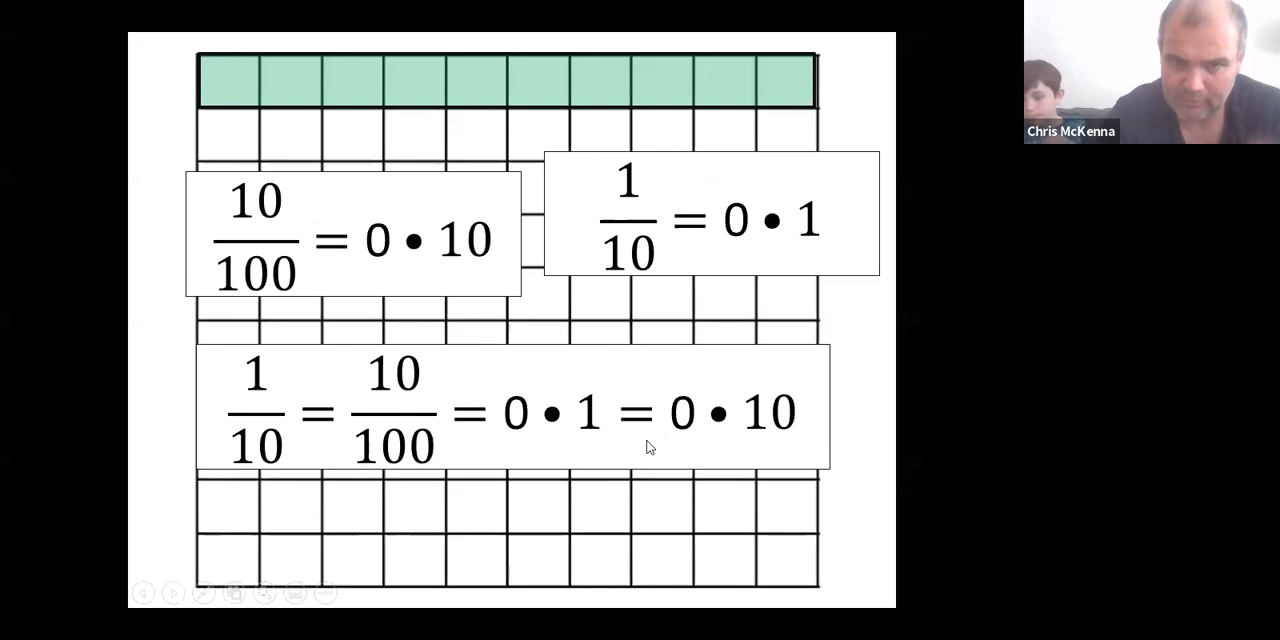 10/100 = 0 • 10
1/10 = 0 • 1
1/10 = 10/100 = 0 • 1 = 0 • 10
Chris McKenna